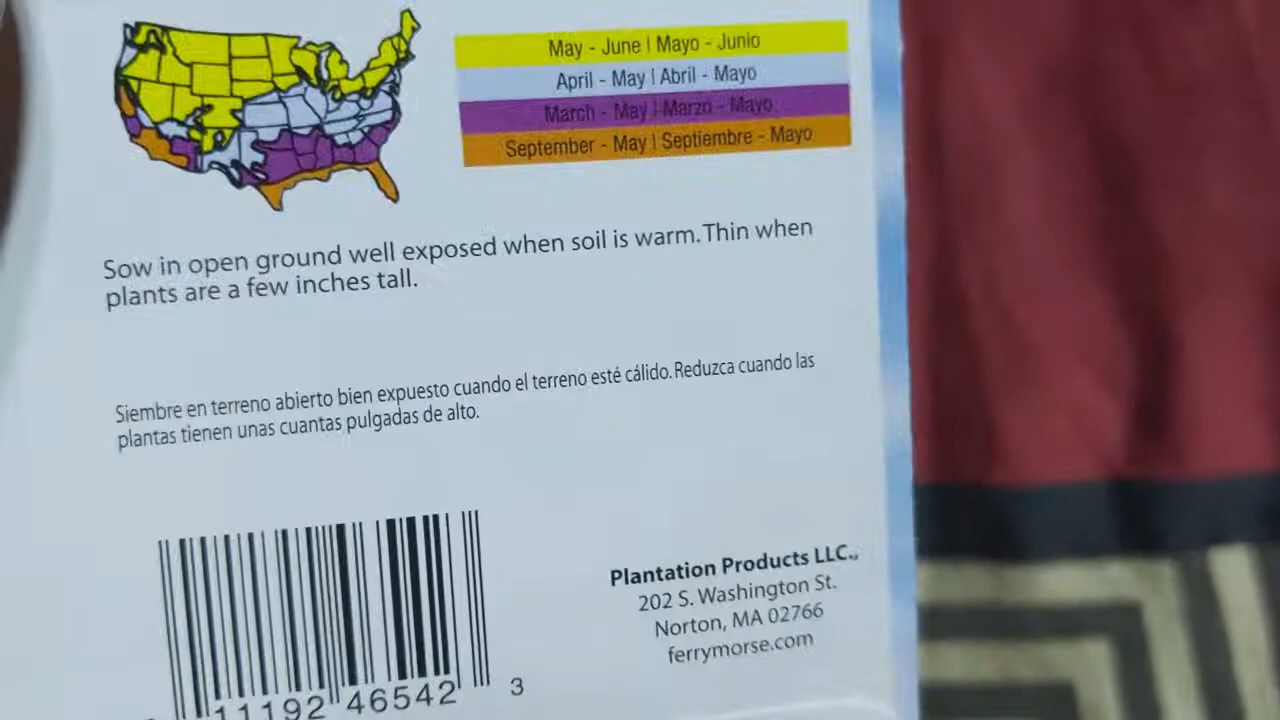 May - June | Mayo - Junio
April - May | Abril - Mayo
March - May | Marzo - Mayo
September - May | Septiembre - Mayo
Sow in open ground well exposed when soil is warm. Thin when
plants are a few inches tall.
Siembre en terreno abierto bien expuesto cuando el terreno esté cálido. Reduzca cuando las
plantas tienen unas cuantas pulgadas de alto.
11192 46542 3
Plantation Products LLC.,
202 S. Washington St.
Norton, MA 02766
ferrymorse.com